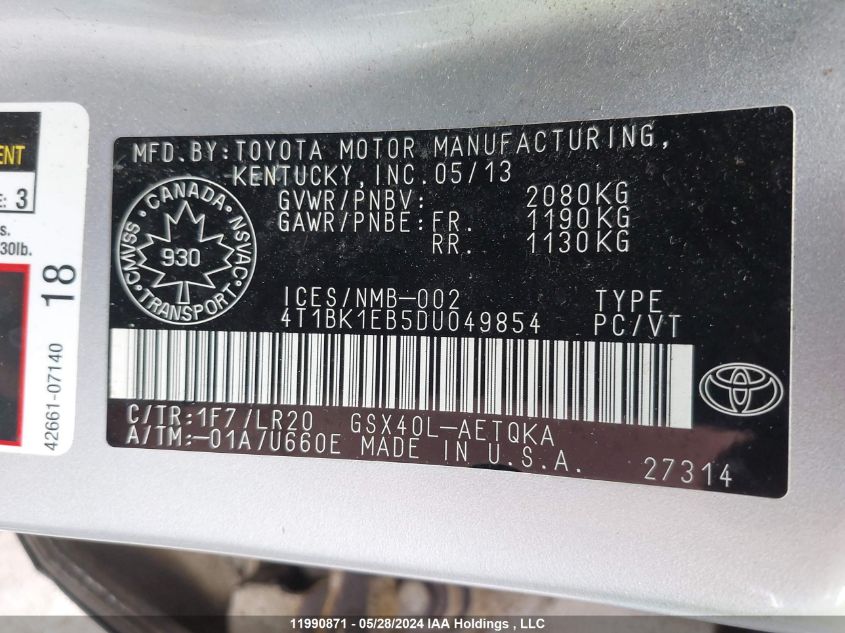 ENT
E: 3
s.
30lb.
18
42661-07140
MFD.BY:TOYOTA MOTOR MANUFACTURING,
KENTUCKY,INC.05/13
GVWR/PNBV: 2080KG
GAWR/PNBE:FR. 1190KG
RR. 1130KG
CANADA
SVMSC NSVAC
930
TRANSPORT
ICES/NMB-002 TYPE
4T1BK1EB5DU049854 PC/VT
C/TR:1F7/LR20 GSX40L-AETQKA
A/TM:-01A/U660E MADE IN U.S.A.
27314
11990871 - 05/28/2024 IAA Holdings, LLC